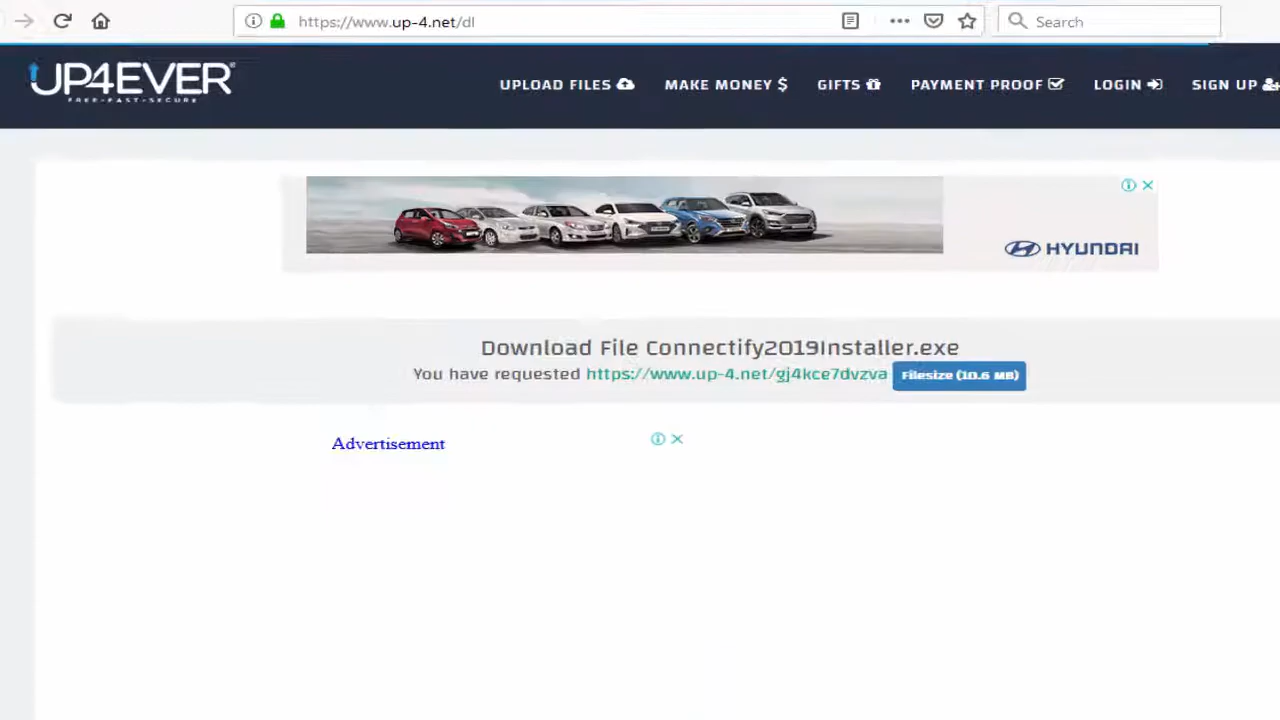 https://www.up-4.net/dl
Search
UP4EVER
FREE-FAST-SECURE
UPLOAD FILES
MAKE MONEY $
GIFTS
PAYMENT PROOF
LOGIN
SIGN UP
HYUNDAI
Download File Connectify2019Installer.exe
You have requested https://www.up-4.net/gj4kce7dvzva Filesize (10.6 MB)
Advertisement